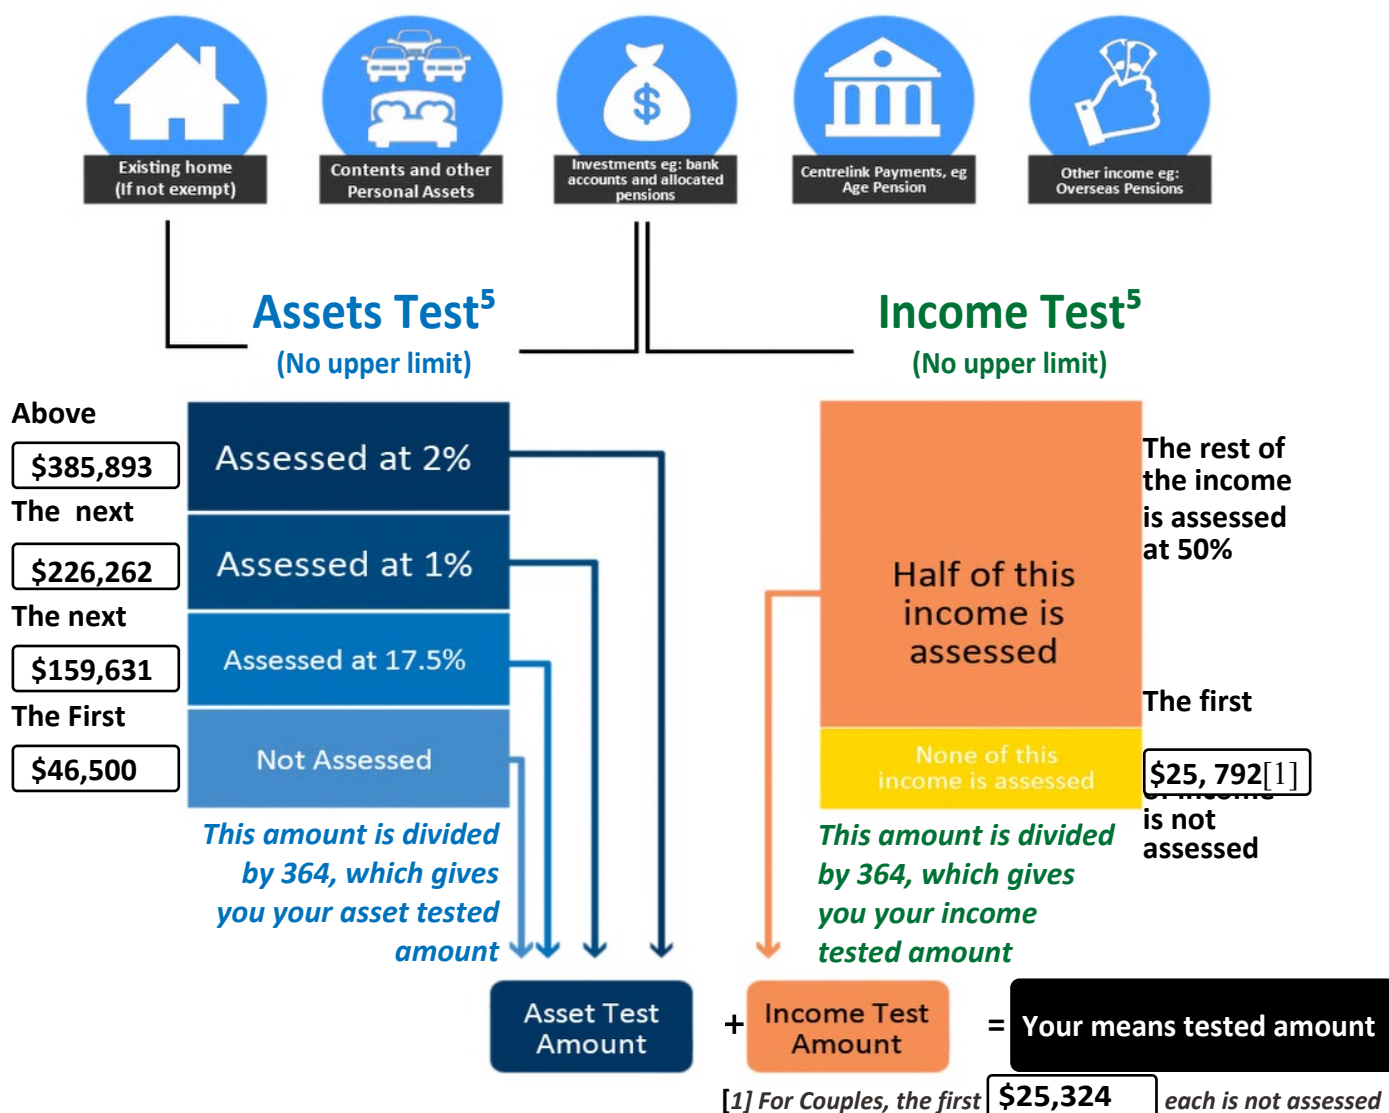 Existing home
(If not exempt)
Contents and other
Personal Assets
Investments eg: bank
accounts and allocated
pensions
$
Centrelink Payments, eg
Age Pension
Other income eg:
Overseas Pensions
Assets Test⁵
(No upper limit)
Income Test⁵
(No upper limit)
Above
$385,893
Assessed at 2%
The next
$226,262
Assessed at 1%
The next
$159,631
Assessed at 17.5%
The First
$46,500
Not Assessed
This amount is divided
by 364, which gives
you your asset tested
amount
The rest of
the income
is assessed
at 50%
Half of this
income is
assessed
The first
$25, 792[1]
of income
is not
assessed
None of this
income is assessed
This amount is divided
by 364, which gives
you your income
tested amount
Asset Test
Amount
+
Income Test
Amount
= Your means tested amount
[1] For Couples, the first $25,324 each is not assessed